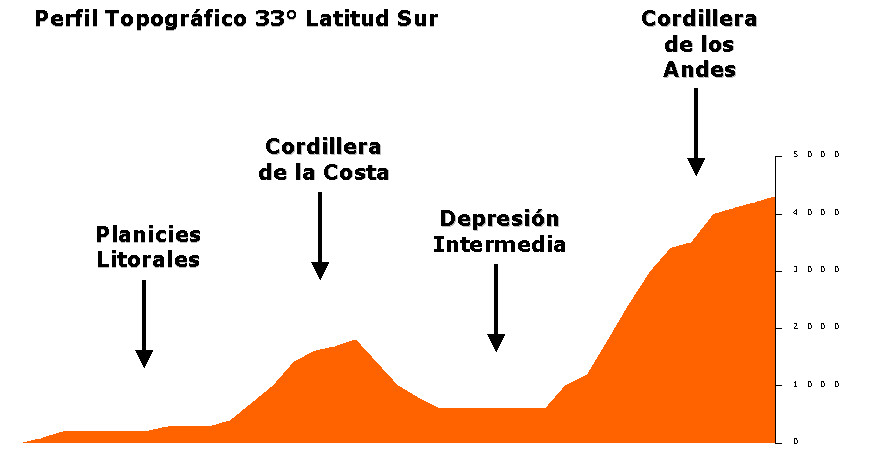 Perfil Topográfico 33º Latitud Sur
Cordillera
de los
Andes
Cordillera
de la Costa
Depresión
Intermedia
Planicies
Litorales
5000
4000
3000
2000
1000
0